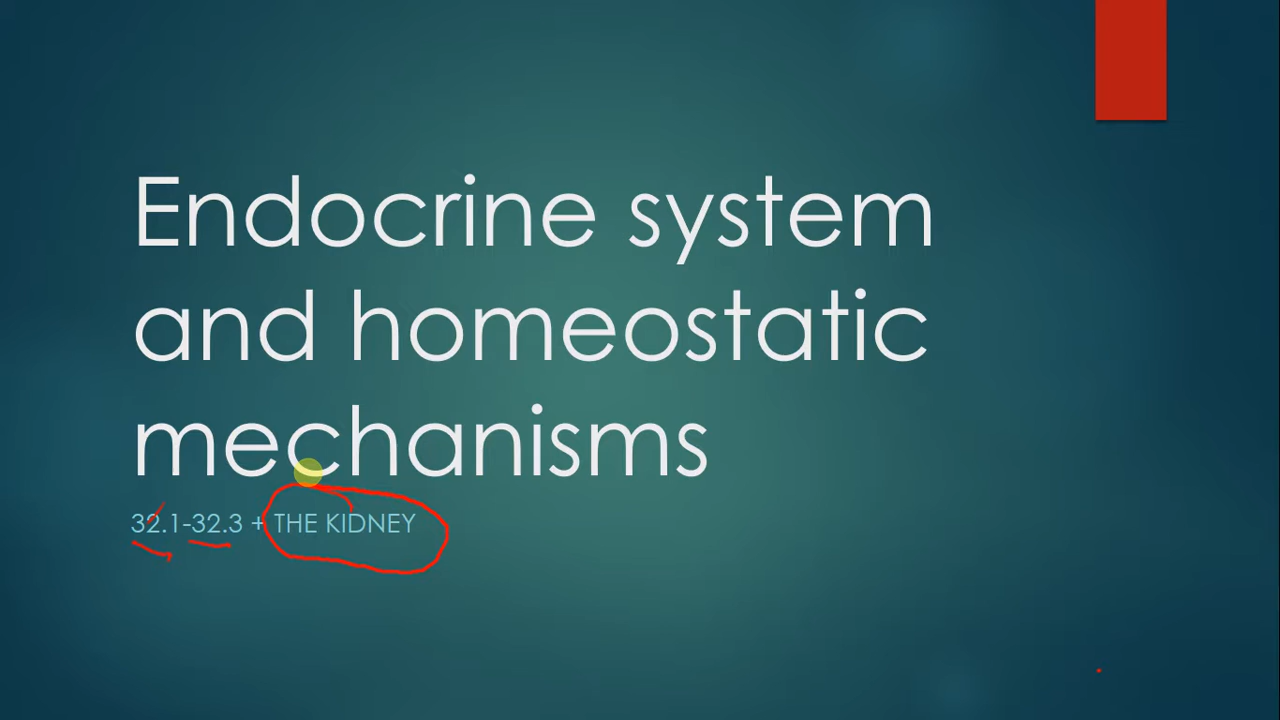 Endocrine system
and homeostatic
mechanisms
32.1-32.3 + THE KIDNEY